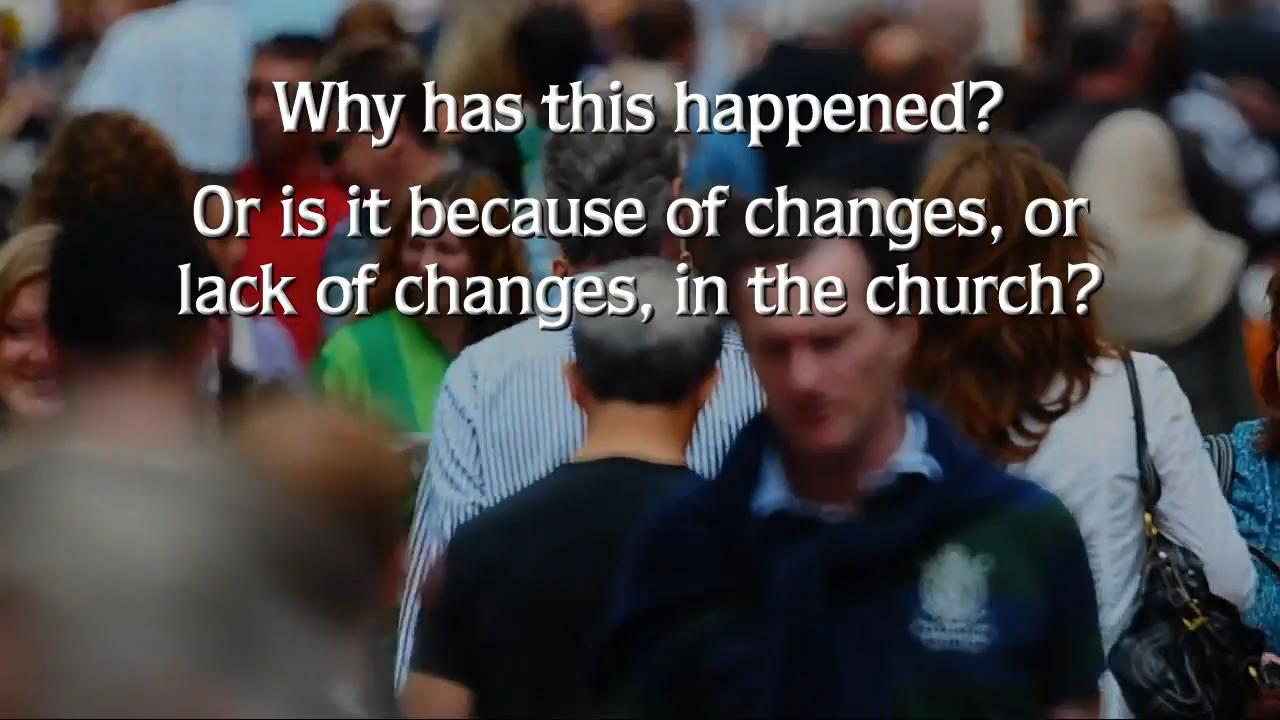 Why has this happened?
Or is it because of changes, or
lack of changes, in the church?